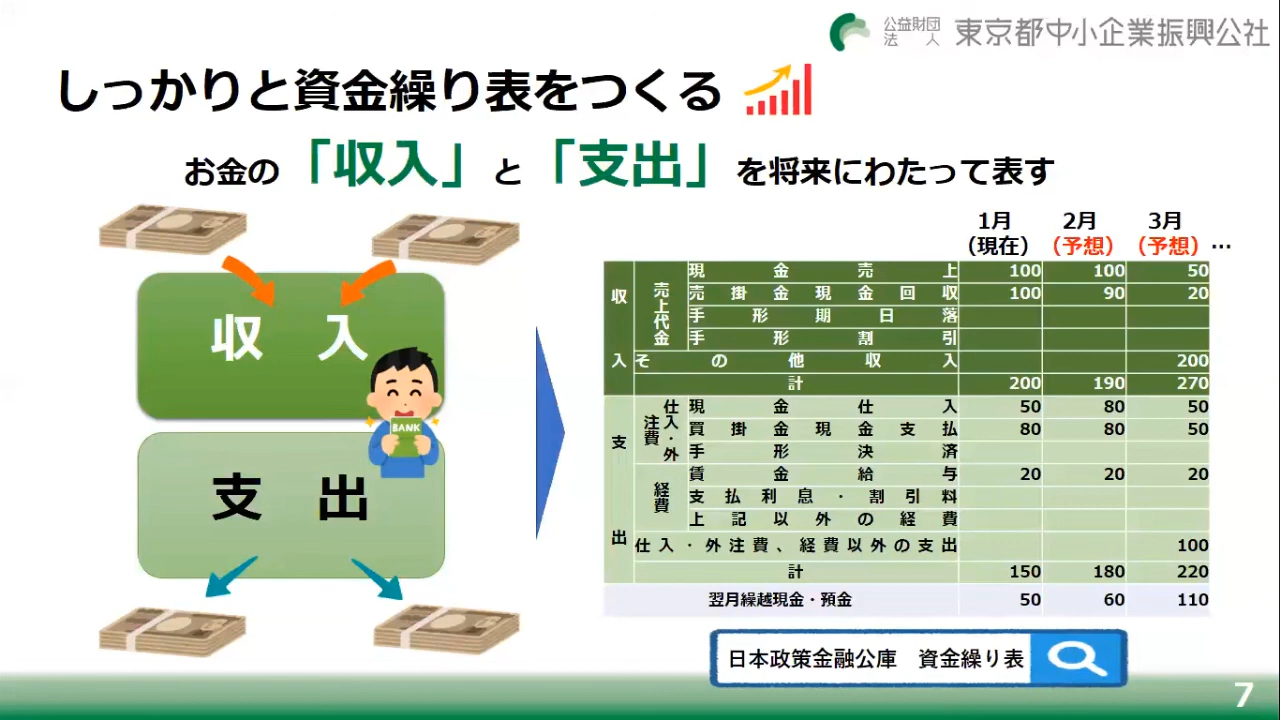 公益財団法人 東京都中小企業振興公社
しっかりと資金繰り表をつくる
お金の「収入」と「支出」を将来にわたって表す
収 入
BANK
支 出
1月 2月 3月
（現在） （予想） （予想） …
収入
売上代金
現金売上 100 100 50
売掛金現金回収 100 90 20
手形期日落
手形割引
その他収入 200
計 200 190 270
支出
仕入・外注費
現金仕入 50 80 50
買掛金現金支払 80 80 50
手形決済
経費
賃金給与 20 20 20
支払利息・割引料
上記以外の経費
仕入・外注費、経費以外の支出 100
計 150 180 220
翌月繰越現金・預金 50 60 110
日本政策金融公庫 資金繰り表
7